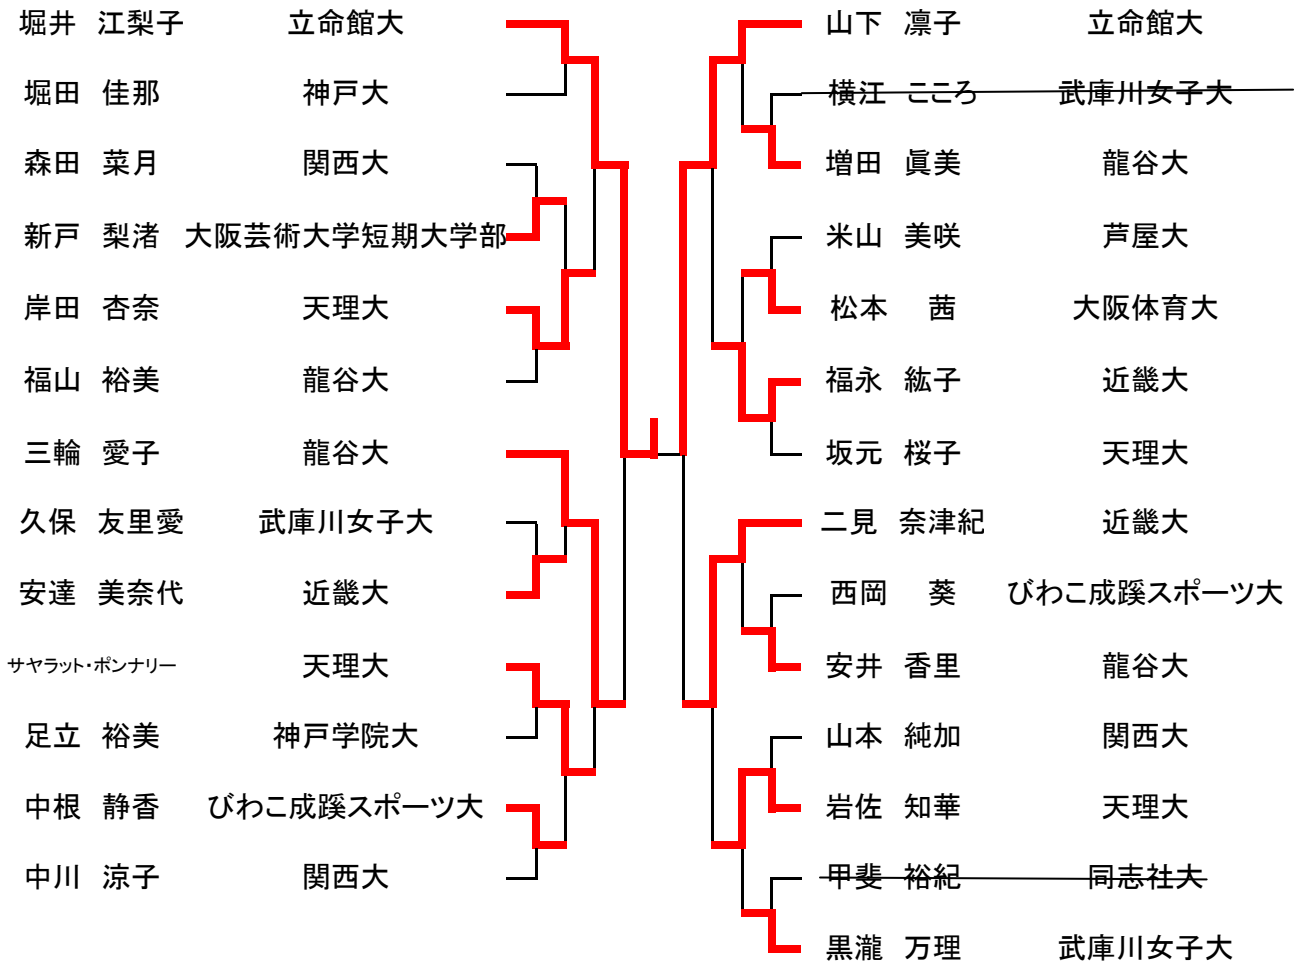 堀井 江梨子 立命館大
堀田 佳那 神戸大
森田 菜月 関西大
新戸 梨渚 大阪芸術大学短期大学部
岸田 杏奈 天理大
福山 裕美 龍谷大
三輪 愛子 龍谷大
久保 友里愛 武庫川女子大
安達 美奈代 近畿大
サヤラット・ポンナリー 天理大
足立 裕美 神戸学院大
中根 静香 びわこ成蹊スポーツ大
中川 涼子 関西大
山下 凛子 立命館大
横江 こころ 武庫川女子大
増田 眞美 龍谷大
米山 美咲 芦屋大
松本 茜 大阪体育大
福永 紘子 近畿大
坂元 桜子 天理大
二見 奈津紀 近畿大
西岡 葵 びわこ成蹊スポーツ大
安井 香里 龍谷大
山本 純加 関西大
岩佐 知華 天理大
甲斐 裕紀 同志社大
黒瀧 万理 武庫川女子大